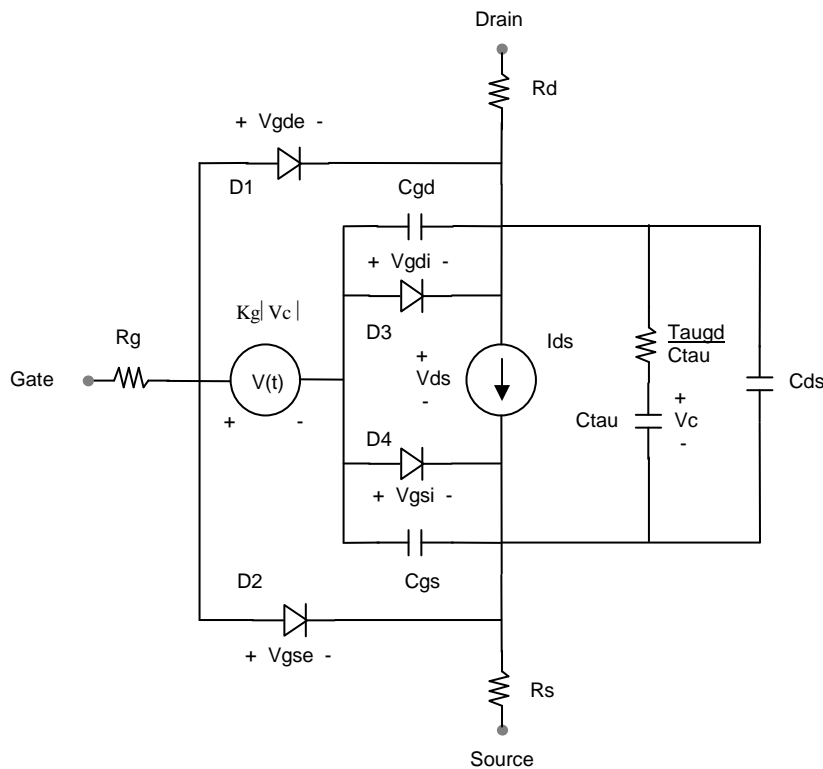 Drain
Rd
+ Vgde -
D1
Cgd
+ Vgdi -
Kg| Vc |
D3
Rg
Ids
Taugd
Ctau
+
Vds
-
Gate
V(t)
Cds
+ -
Ctau
+
Vc
-
D4
+ Vgsi -
D2
Cgs
+ Vgse -
Rs
Source